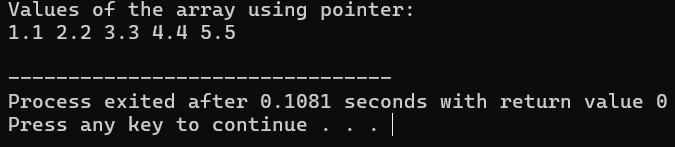 Values of the array using pointer:
1.1 2.2 3.3 4.4 5.5
--------------------------------
Process exited after 0.1081 seconds with return value 0
Press any key to continue . . .